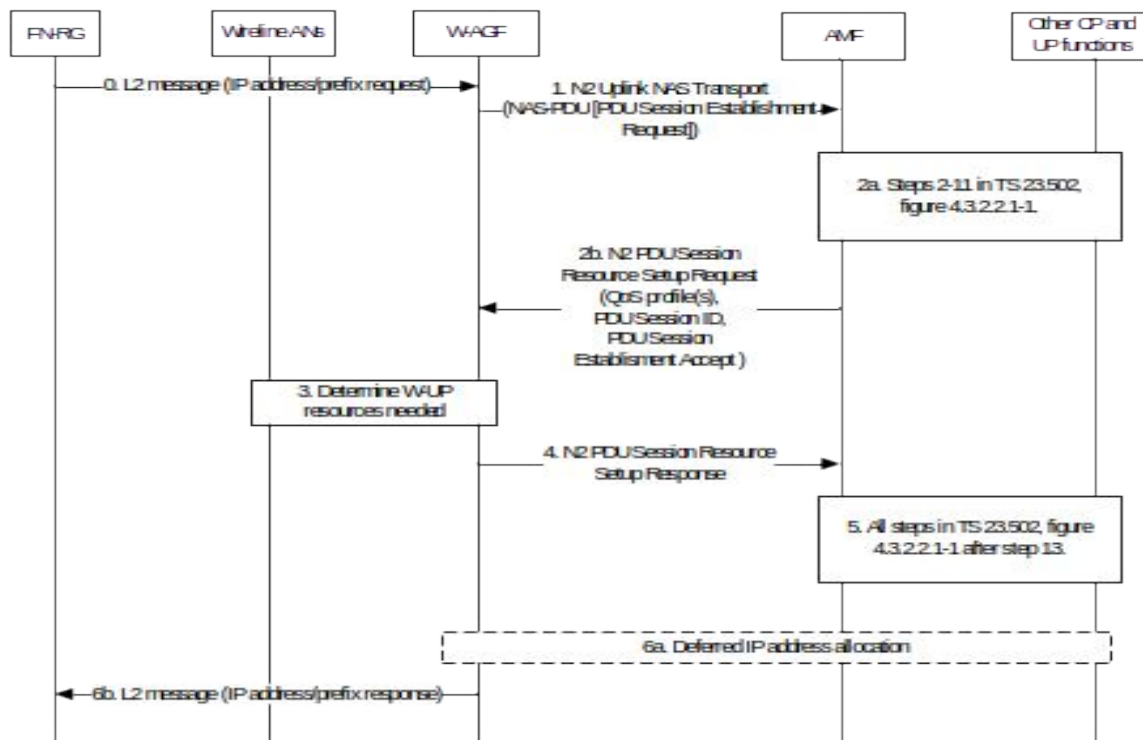 FN-RG
Wireline ANs
W-AGF
AMF
Other CP and
UP functions
0. L2 message (IP address/prefix request)
1. N2 Uplink NAS Transport
(NAS-PDU [PDU Session Establishment
Request])
2a. Steps 2-11 in TS 23.502,
figure 4.3.2.2.1-1.
2b. N2 PDU Session
Resource Setup Request
(QoS profile(s),
PDU Session ID,
PDU Session
Establisment Accept )
3. Determine W-UP
resources needed
4. N2 PDU Session Resource
Setup Response
5. All steps in TS 23.502, figure
4.3.2.2.1-1 after step 13.
6a. Deferred IP address allocation
6b. L2 message (IP address/prefix response)